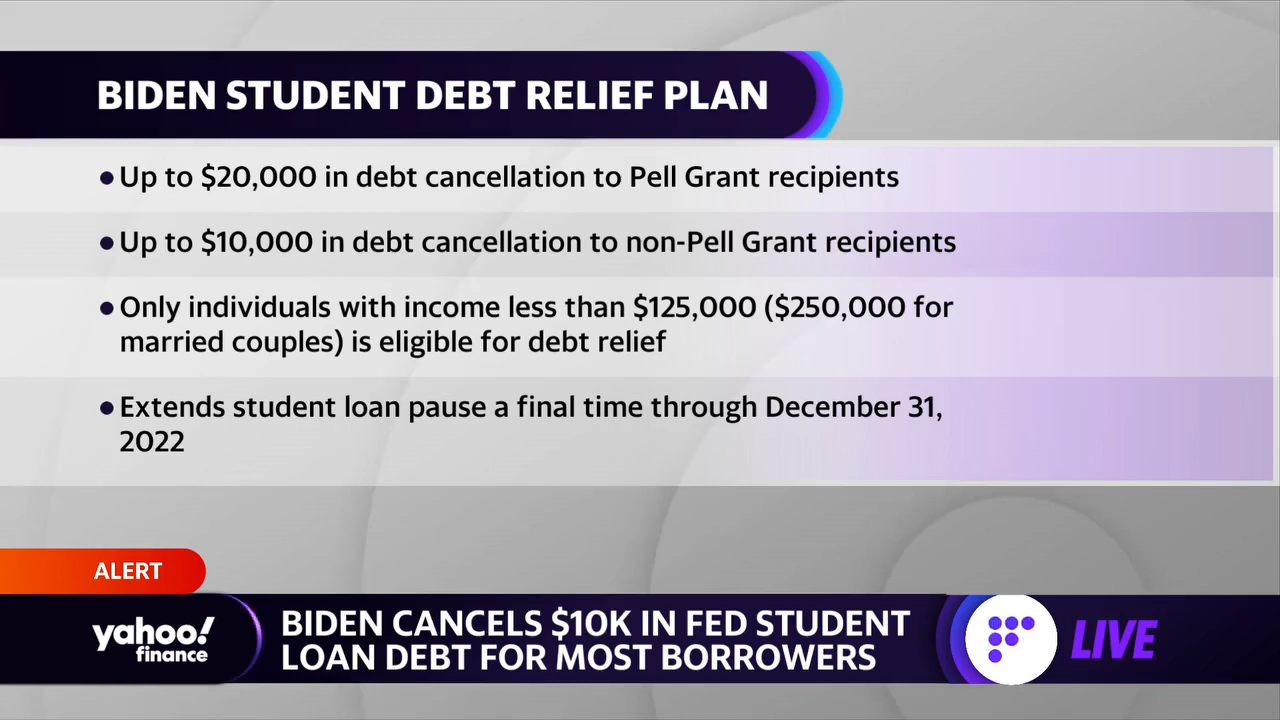 BIDEN STUDENT DEBT RELIEF PLAN
●Up to $20,000 in debt cancellation to Pell Grant recipients
●Up to $10,000 in debt cancellation to non-Pell Grant recipients
●Only individuals with income less than $125,000 ($250,000 for
married couples) is eligible for debt relief
●Extends student loan pause a final time through December 31,
2022
ALERT
yahoo!
finance
BIDEN CANCELS $10K IN FED STUDENT
LOAN DEBT FOR MOST BORROWERS
LIVE